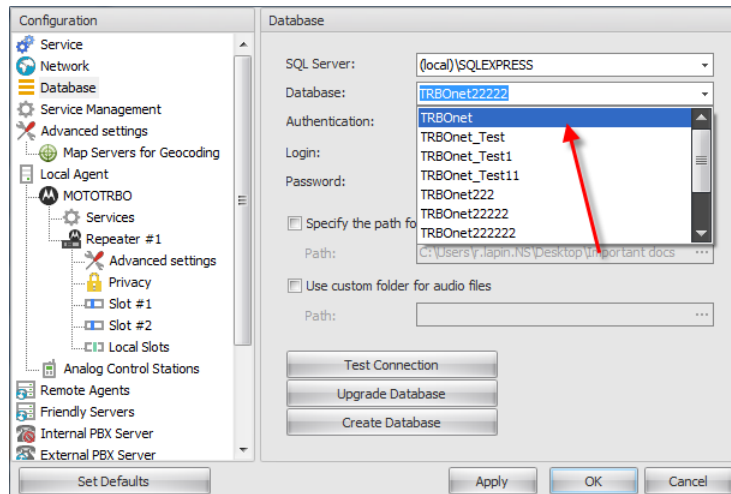 Configuration
Service
Network
Database
Service Management
Advanced settings
Map Servers for Geocoding
Local Agent
MOTOTRBO
Services
Repeater #1
Advanced settings
Privacy
Slot #1
Slot #2
Local Slots
Analog Control Stations
Remote Agents
Friendly Servers
Internal PBX Server
External PBX Server
Set Defaults
Database
SQL Server: (local)\SQLEXPRESS
Database: TRBOnet22222
Authentication:
Login:
Password:
TRBOnet
TRBOnet_Test
TRBOnet_Test1
TRBOnet_Test11
TRBOnet222
TRBOnet22222
TRBOnet222222
Specify the path fo
Path: C:\Users\r.lapin.NS\Desktop\Important docs ...
Use custom folder for audio files
Path: ...
Test Connection
Upgrade Database
Create Database
Apply OK Cancel